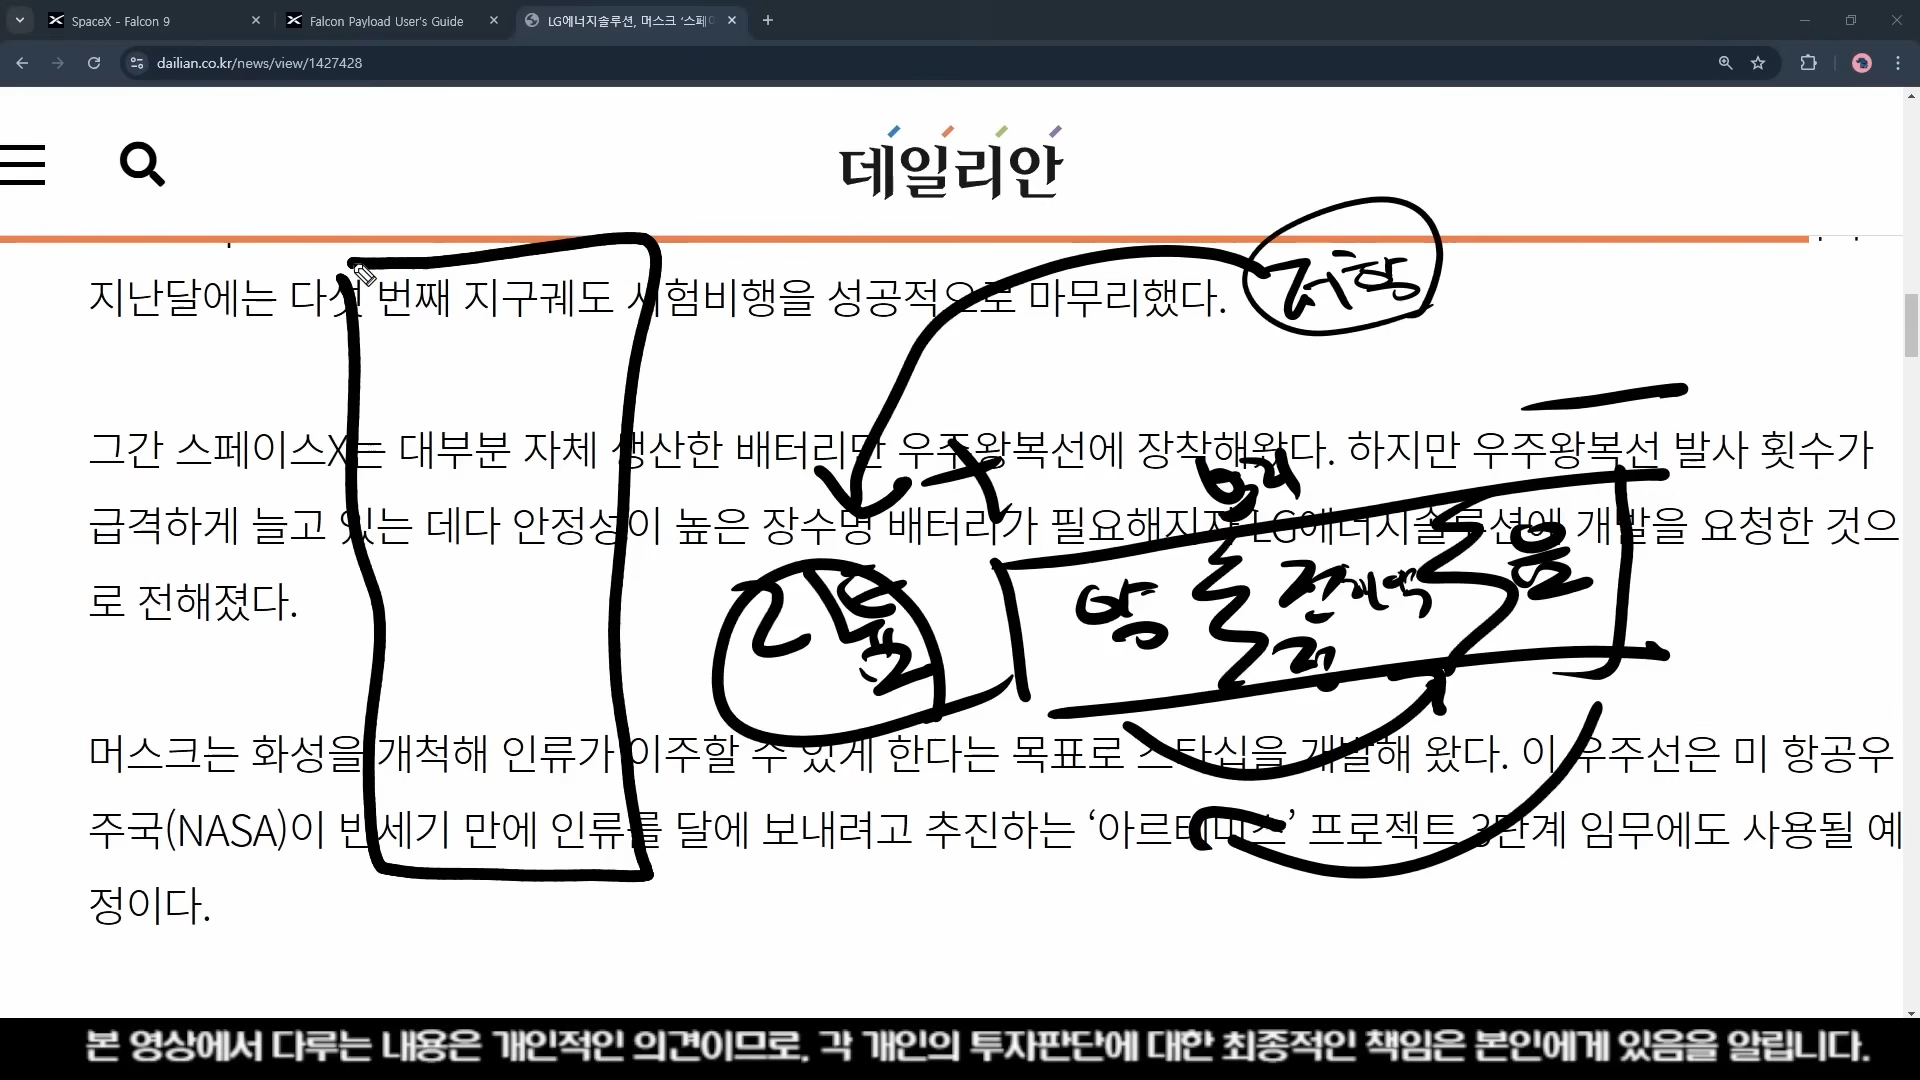 SpaceX - Falcon 9
Falcon Payload User's Guide
LG에너지솔루션, 머스크 ‘스페이
dailian.co.kr/news/view/1427428
데일리안
지난달에는 다섯 번째 지구궤도 시험비행을 성공적으로 마무리했다.
저항
그간 스페이스X는 대부분 자체 생산한 배터리만 우주왕복선에 장착해왔다. 하지만 우주왕복선 발사 횟수가
분리
급격하게 늘고 있는 데다 안정성이 높은 장수명 배터리가 필요해지자 LG에너지솔루션에 개발을 요청한 것으
로 전해졌다.
리튬
양 전해액 음
머스크는 화성을 개척해 인류가 이주할 수 있게 한다는 목표로 스타십을 개발해 왔다. 이 우주선은 미 항공우
주국(NASA)이 반세기 만에 인류를 달에 보내려고 추진하는 ‘아르테미스’ 프로젝트 3단계 임무에도 사용될 예
정이다.
본 영상에서 다루는 내용은 개인적인 의견이므로, 각 개인의 투자판단에 대한 최종적인 책임은 본인에게 있음을 알립니다.